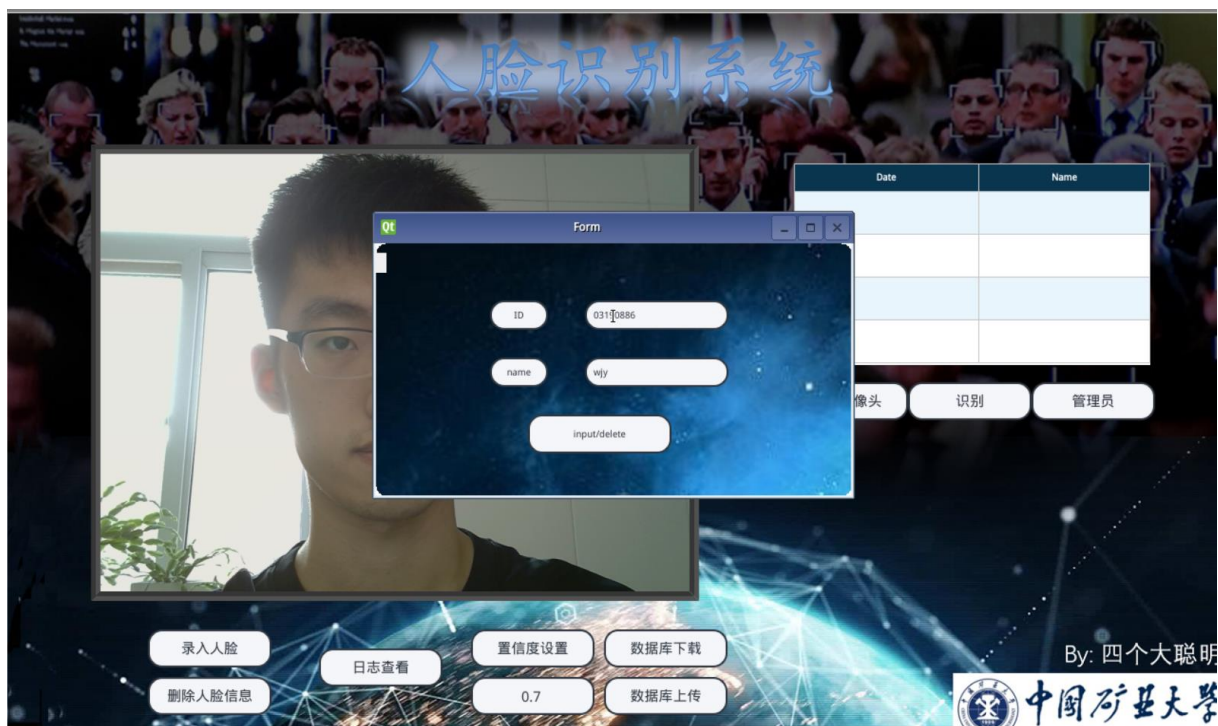 人脸识别系统
Date Name
Qt Form
ID 03190886
name wjy
input/delete
像头 识别 管理员
录入人脸
置信度设置
数据库下载
日志查看
删除人脸信息
0.7
数据库上传
By: 四个大聪明
中国矿业大学